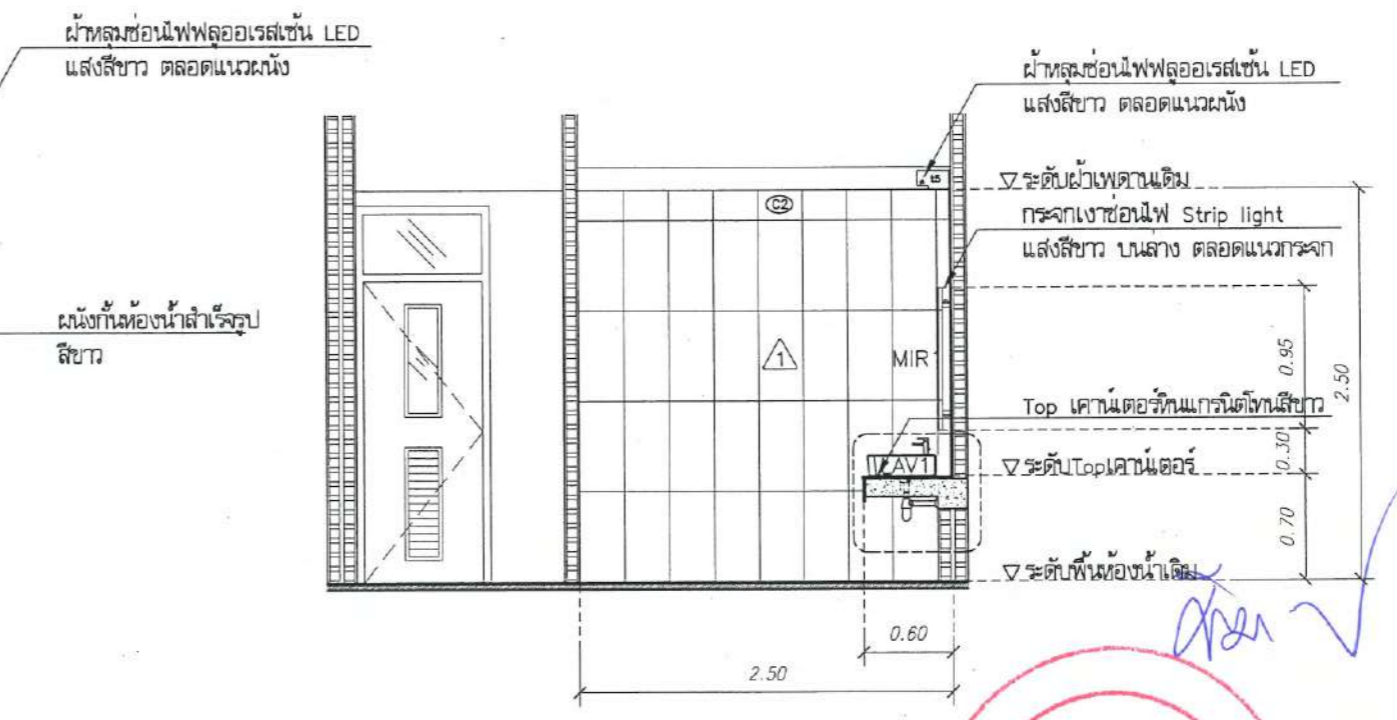 ฝ้าหลุมซ่อนไฟฟลูออเรสเซ้น LED
แสงสีขาว ตลอดแนวผนัง
ฝ้าหลุมซ่อนไฟฟลูออเรสเซ้น LED
แสงสีขาว ตลอดแนวผนัง
ระดับฝ้าเพดานเดิม
C2
กระจกเงาซ่อนไฟ Strip light
แสงสีขาว บนล่าง ตลอดแนวกระจก
ผนังกั้นห้องน้ำสำเร็จรูป
สีขาว
1
MIR1
0.95
2.50
Top เคาน์เตอร์หินแกรนิตโทนสีขาว
0.30
LAV1
ระดับTopเคาน์เตอร์
0.70
ระดับพื้นห้องน้ำเดิม
0.60
2.50